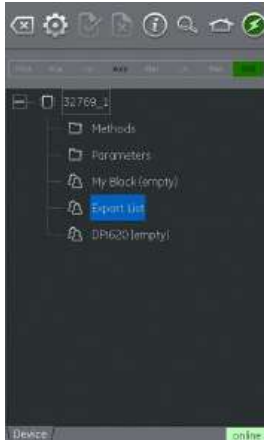 32769_1
Methods
Parameters
My Block (empty)
Export List
DPI620 (empty)
Device
online